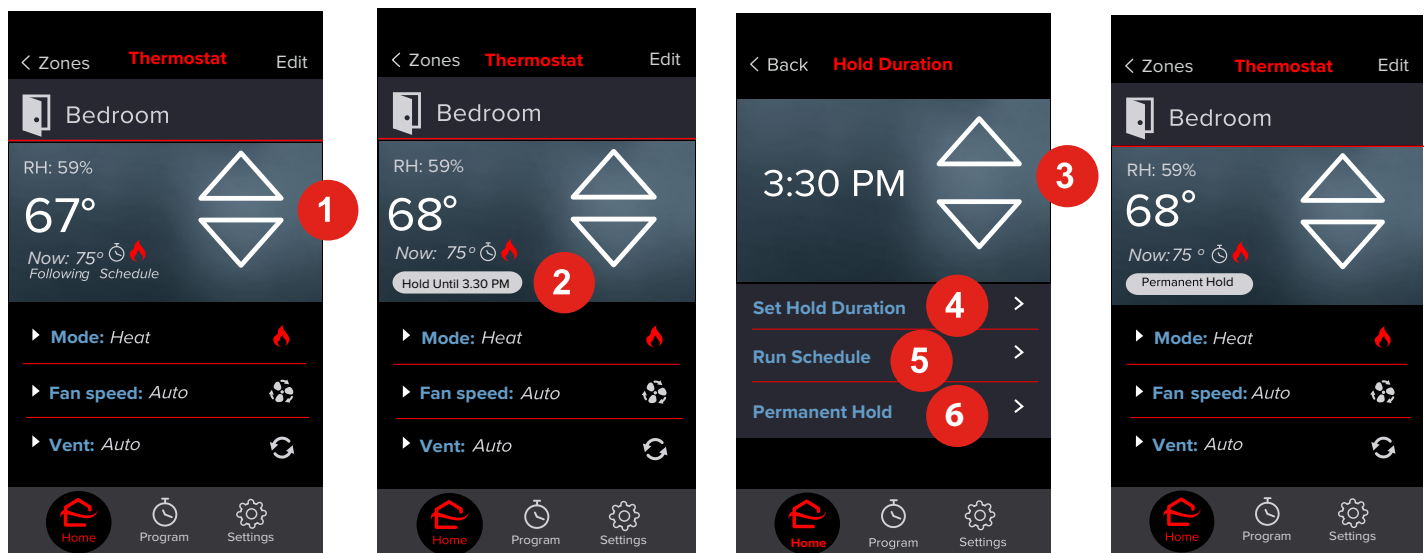 < Zones Thermostat Edit
Bedroom
RH: 59%
67°
Now: 75°
Following Schedule
1
Mode: Heat
Fan speed: Auto
Vent: Auto
Home Program Settings
< Zones Thermostat Edit
Bedroom
RH: 59%
68°
Now: 75°
Hold Until 3.30 PM
2
Mode: Heat
Fan speed: Auto
Vent: Auto
Home Program Settings
< Back Hold Duration
3:30 PM
3
Set Hold Duration 4 >
Run Schedule 5 >
Permanent Hold 6 >
Home Program Settings
< Zones Thermostat Edit
Bedroom
RH: 59%
68°
Now: 75 °
Permanent Hold
Mode: Heat
Fan speed: Auto
Vent: Auto
Home Program Settings